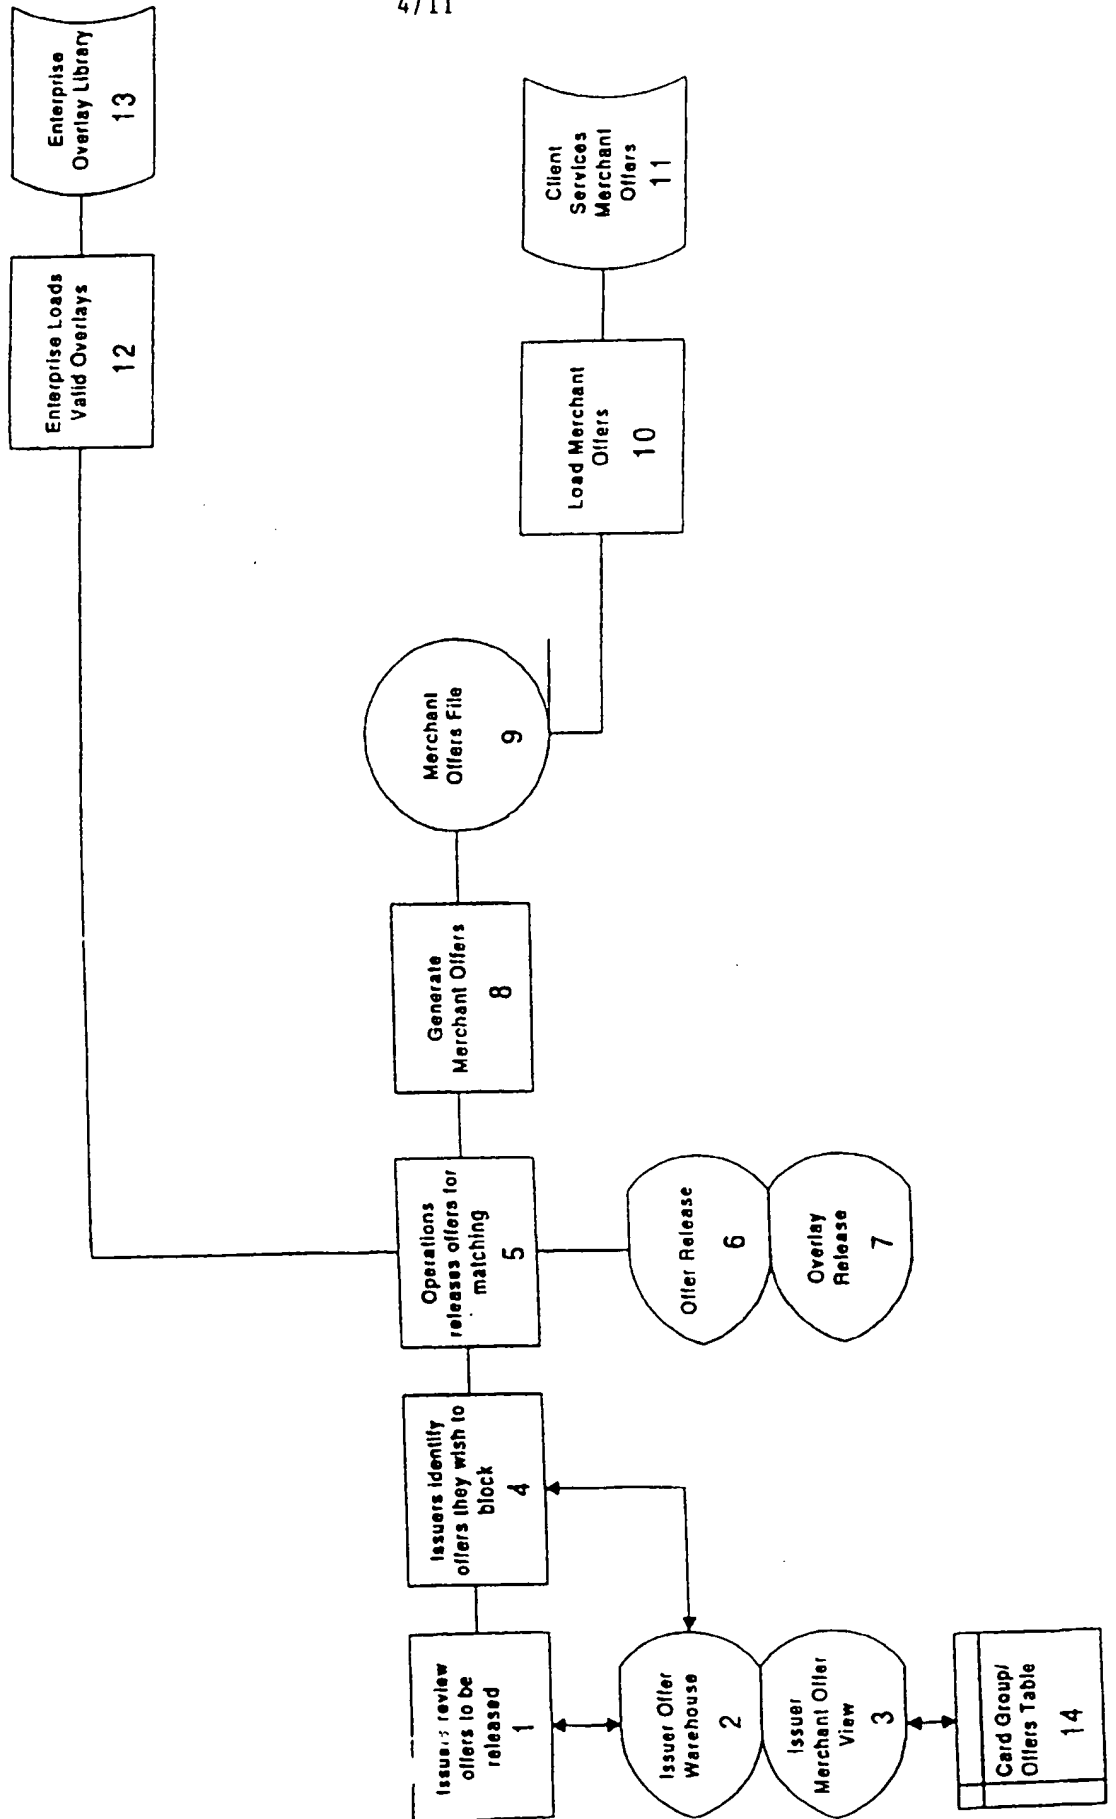 4/11
Issuers review
offers to be
released
1
Issuer Offer
Warehouse
2
Issuer
Merchant Offer
View
3
Card Group/
Offers Table
14
Issuers identify
offers they wish to
block
4
Operations
releases offers for
matching
5
Offer Release
6
Overlay
Release
7
Generate
Merchant Offers
8
Merchant
Offers File
9
Load Merchant
Offers
10
Client
Services
Merchant
Offers
11
Enterprise Loads
Valid Overlays
12
Enterprise
Overlay Library
13